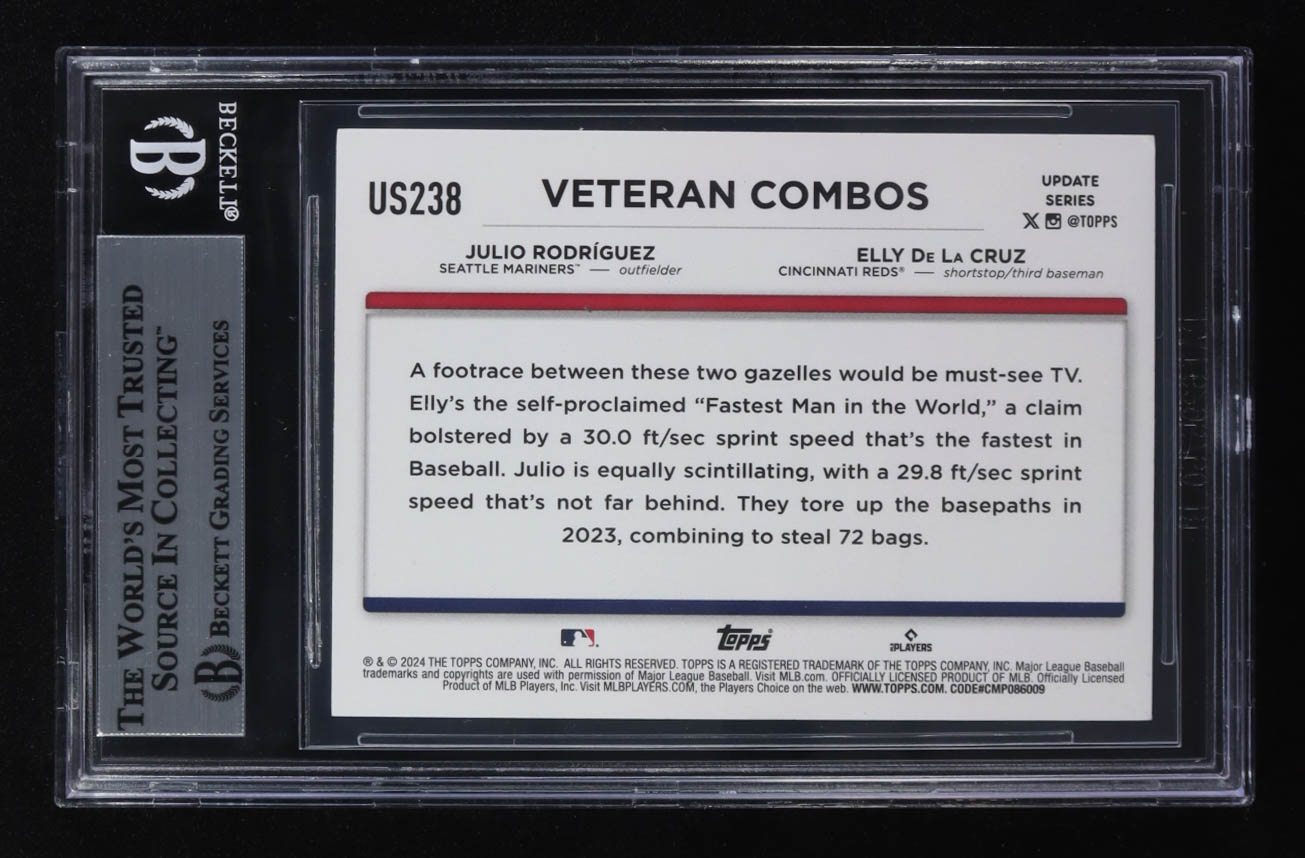 BECKETT®
THE WORLD'S MOST TRUSTED
SOURCE IN COLLECTING™
BECKETT GRADING SERVICES
US238
VETERAN COMBOS
UPDATE
SERIES
@TOPPS
JULIO RODRÍGUEZ
SEATTLE MARINERS™ — outfielder
ELLY DE LA CRUZ
CINCINNATI REDS® — shortstop/third baseman
A footrace between these two gazelles would be must-see TV.
Elly's the self-proclaimed “Fastest Man in the World,” a claim
bolstered by a 30.0 ft/sec sprint speed that's the fastest in
Baseball. Julio is equally scintillating, with a 29.8 ft/sec sprint
speed that's not far behind. They tore up the basepaths in
2023, combining to steal 72 bags.
Topps®
PLAYERS
® & © 2024 THE TOPPS COMPANY, INC. ALL RIGHTS RESERVED. TOPPS IS A REGISTERED TRADEMARK OF THE TOPPS COMPANY, INC. Major League Baseball
trademarks and copyrights are used with permission of Major League Baseball. Visit MLB.com. OFFICIALLY LICENSED PRODUCT OF MLB. Officially Licensed
Product of MLB Players, Inc. Visit MLBPLAYERS.COM, the Players Choice on the web. WWW.TOPPS.COM. CODE#CMP086009